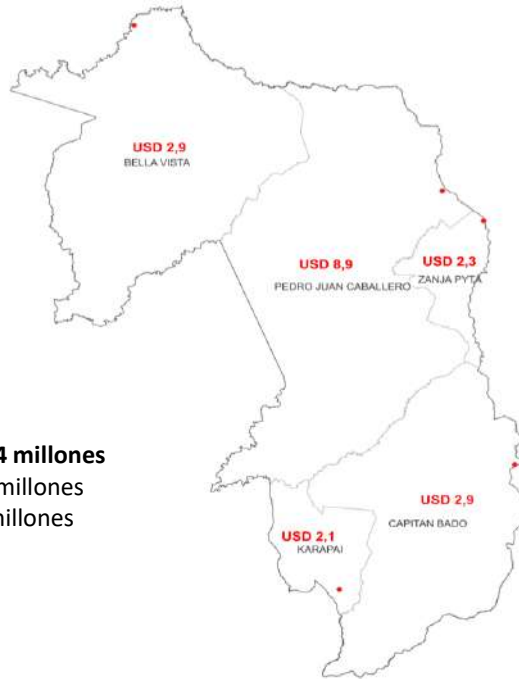 USD 2,9
BELLA VISTA
USD 8,9
PEDRO JUAN CABALLERO
USD 2,3
ZANJA PYTÄ
4 millones
millones
millones
USD 2,9
CAPITAN BADO
USD 2,1
KARAPAI